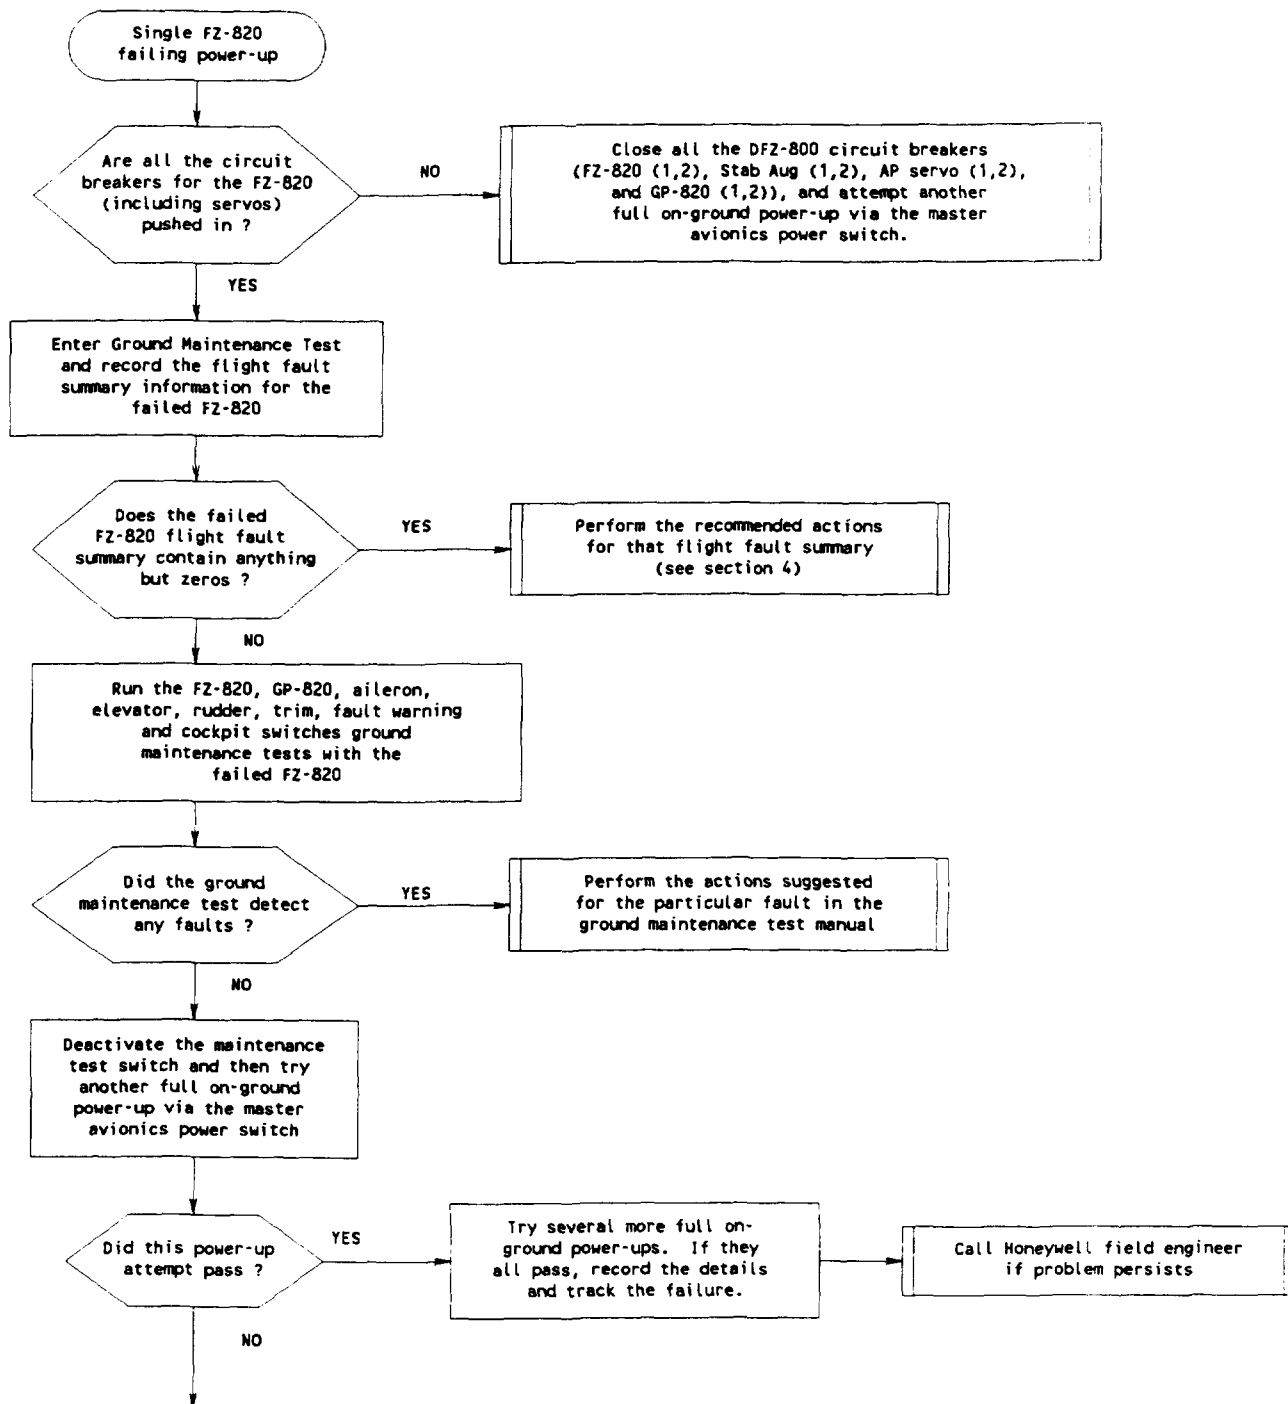 Single FZ-820
failing power-up
Are all the circuit
breakers for the FZ-820
(including servos)
pushed in ?
NO
Close all the DFZ-800 circuit breakers
(FZ-820 (1,2), Stab Aug (1,2), AP servo (1,2),
and GP-820 (1,2)), and attempt another
full on-ground power-up via the master
avionics power switch.
YES
Enter Ground Maintenance Test
and record the flight fault
summary information for the
failed FZ-820
Does the failed
FZ-820 flight fault
summary contain anything
but zeros ?
YES
Perform the recommended actions
for that flight fault summary
(see section 4)
NO
Run the FZ-820, GP-820, aileron,
elevator, rudder, trim, fault warning
and cockpit switches ground
maintenance tests with the
failed FZ-820
Did the ground
maintenance test detect
any faults ?
YES
Perform the actions suggested
for the particular fault in the
ground maintenance test manual
NO
Deactivate the maintenance
test switch and then try
another full on-ground
power-up via the master
avionics power switch
Did this power-up
attempt pass ?
YES
Try several more full on-
ground power-ups. If they
all pass, record the details
and track the failure.
Call Honeywell field engineer
if problem persists
NO